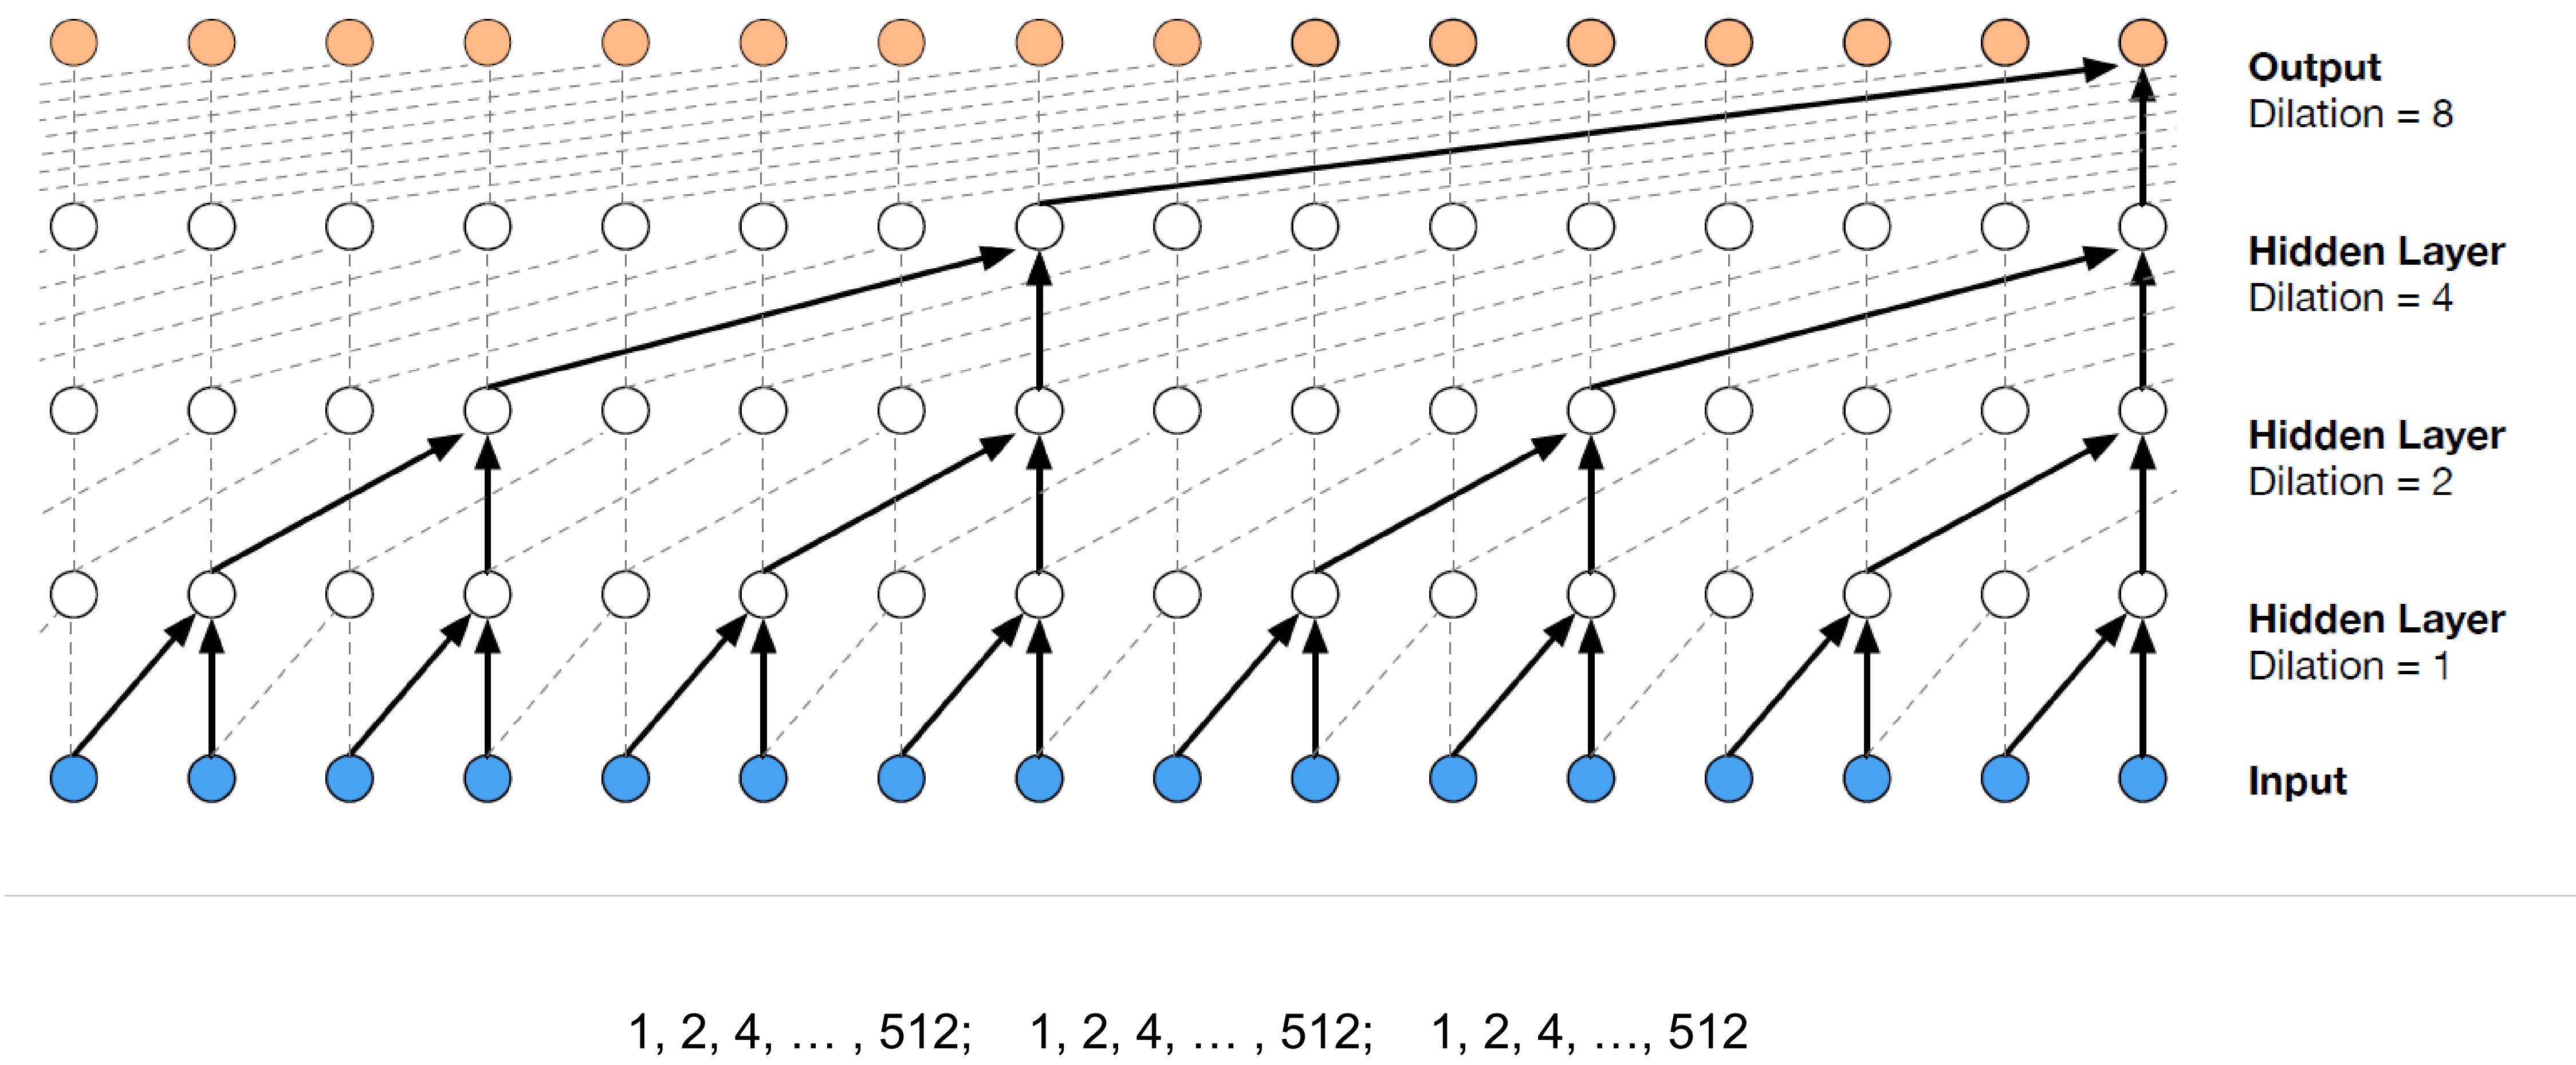 Output
Dilation = 8
Hidden Layer
Dilation = 4
Hidden Layer
Dilation = 2
Hidden Layer
Dilation = 1
Input
1, 2, 4, … , 512; 1, 2, 4, … , 512; 1, 2, 4, …, 512